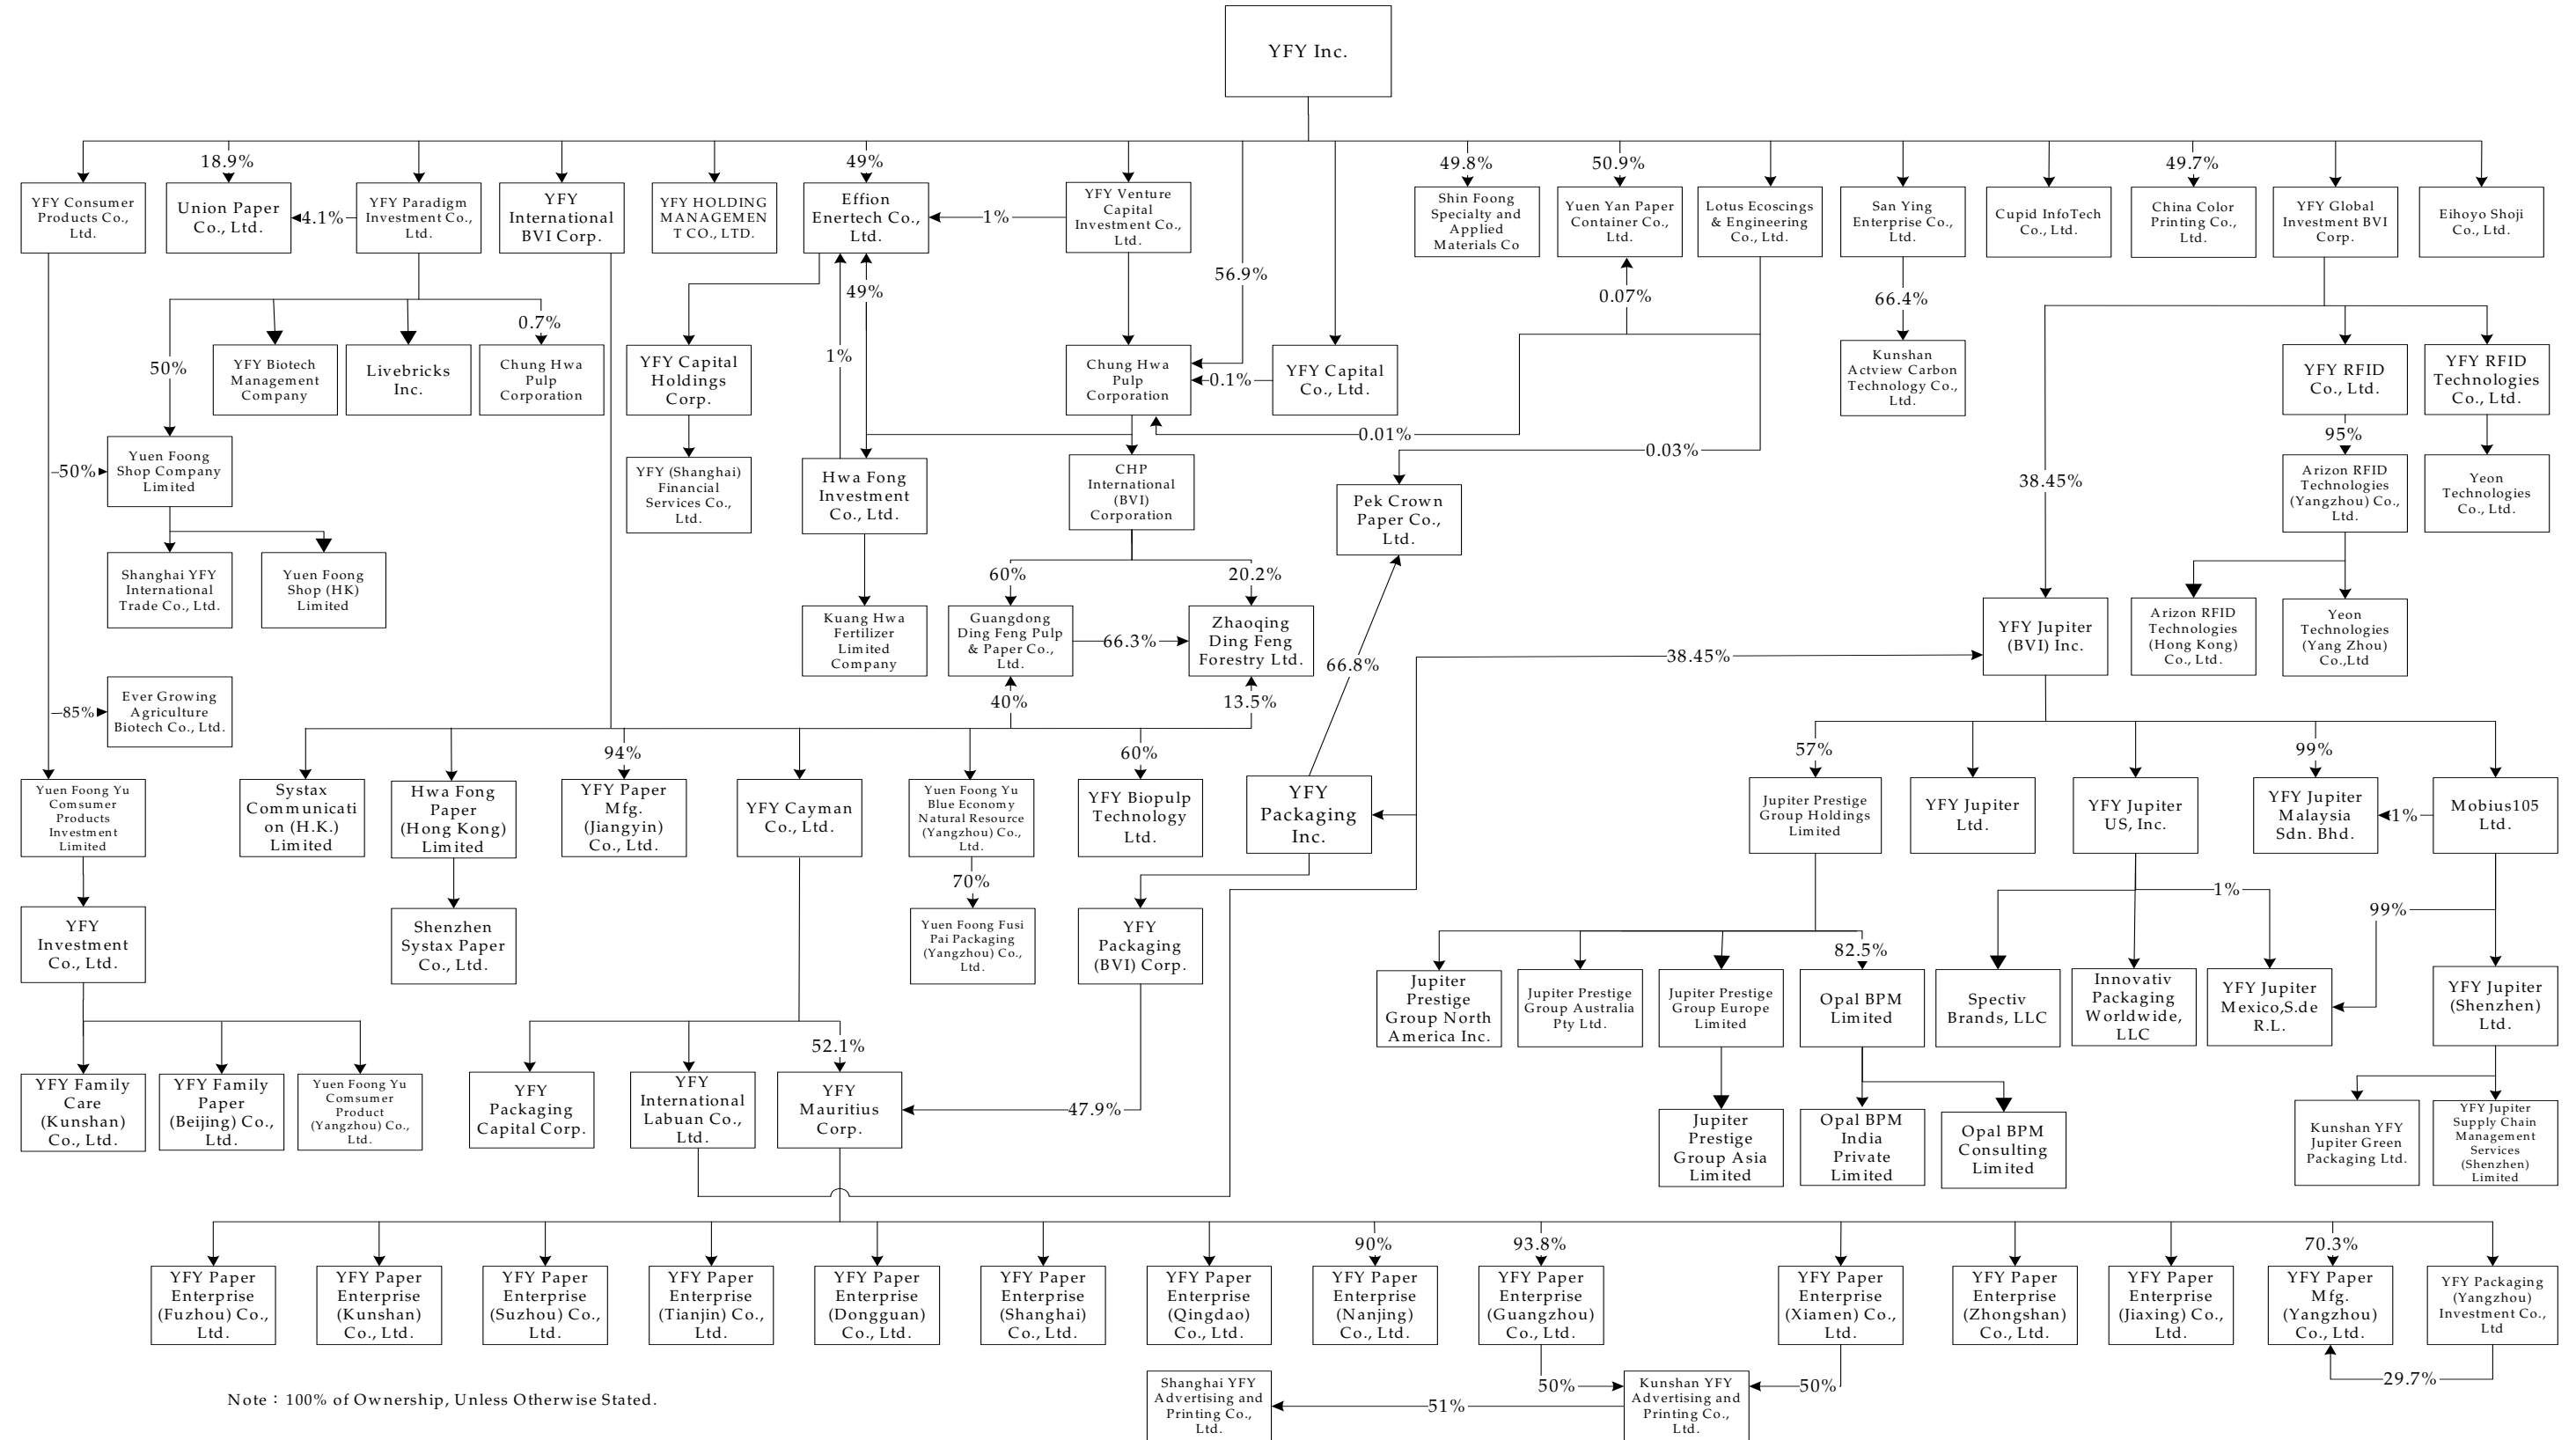 YFY Inc.
18.9%
49%
49.8%
50.9%
49.7%
YFY Consumer
Products Co.,
Ltd.
Union Paper
Co., Ltd.
4.1%
YFY Paradigm
Investment Co.,
Ltd.
YFY
International
BVI Corp.
YFY HOLDING
MANAGEMEN
T CO., LTD.
Effion
Enertech Co.,
Ltd.
1%
YFY Venture
Capital
Investment Co.,
Ltd.
Shin Foong
Specialty and
Applied
Materials Co
Yuen Yan Paper
Container Co.,
Ltd.
Lotus Ecoscings
& Engineering
Co., Ltd.
San Ying
Enterprise Co.,
Ltd.
Cupid InfoTech
Co., Ltd.
China Color
Printing Co.,
Ltd.
YFY Global
Investment BVI
Corp.
Eihoyo Shoji
Co., Ltd.
56.9%
49%
0.07%
66.4%
0.7%
50%
1%
YFY Biotech
Management
Company
Livebricks
Inc.
Chung Hwa
Pulp
Corporation
YFY Capital
Holdings
Corp.
Chung Hwa
Pulp
Corporation
0.1%
YFY Capital
Co., Ltd.
Kunshan
Actview Carbon
Technology Co.,
Ltd.
YFY RFID
Co., Ltd.
YFY RFID
Technologies
Co., Ltd.
0.01%
95%
0.03%
38.45%
50%
Yuen Foong
Shop Company
Limited
YFY (Shanghai)
Financial
Services Co.,
Ltd.
Hwa Fong
Investment
Co., Ltd.
CHP
International
(BVI)
Corporation
Pek Crown
Paper Co.,
Ltd.
Arizon RFID
Technologies
(Yangzhou) Co.,
Ltd.
Yeon
Technologies
Co., Ltd.
60%
20.2%
Shanghai YFY
International
Trade Co., Ltd.
Yuen Foong
Shop (HK)
Limited
Kuang Hwa
Fertilizer
Limited
Company
Guangdong
Ding Feng Pulp
& Paper Co.,
Ltd.
66.3%
Zhaoqing
Ding Feng
Forestry Ltd.
66.8%
38.45%
YFY Jupiter
(BVI) Inc.
Arizon RFID
Technologies
(Hong Kong)
Co., Ltd.
Yeon
Technologies
(Yang Zhou)
Co.,Ltd
85%
Ever Growing
Agriculture
Biotech Co., Ltd.
40%
13.5%
94%
60%
57%
99%
Yuen Foong Yu
Comsumer
Products
Investment
Limited
Systax
Communicati
on (H.K.)
Limited
Hwa Fong
Paper
(Hong Kong)
Limited
YFY Paper
Mfg.
(Jiangyin)
Co., Ltd.
YFY Cayman
Co., Ltd.
Yuen Foong Yu
Blue Economy
Natural Resource
(Yangzhou) Co.,
Ltd.
YFY Biopulp
Technology
Ltd.
YFY
Packaging
Inc.
Jupiter Prestige
Group Holdings
Limited
YFY Jupiter
Ltd.
YFY Jupiter
US, Inc.
YFY Jupiter
Malaysia
Sdn. Bhd.
1%
Mobius105
Ltd.
70%
1%
99%
YFY
Investment
Co., Ltd.
Shenzhen
Systax Paper
Co., Ltd.
Yuen Foong Fusi
Pai Packaging
(Yangzhou) Co.,
Ltd.
YFY
Packaging
(BVI) Corp.
82.5%
Jupiter
Prestige
Group North
America Inc.
Jupiter Prestige
Group Australia
Pty Ltd.
Jupiter Prestige
Group Europe
Limited
Opal BPM
Limited
Spectiv
Brands, LLC
Innovativ
Packaging
Worldwide,
LLC
YFY Jupiter
Mexico,S.de
R.L.
YFY Jupiter
(Shenzhen)
Ltd.
52.1%
47.9%
YFY Family
Care
(Kunshan)
Co., Ltd.
YFY Family
Paper
(Beijing) Co.,
Ltd.
Yuen Foong Yu
Comsumer
Product
(Yangzhou) Co.,
Ltd.
YFY
Packaging
Capital Corp.
YFY
International
Labuan Co.,
Ltd.
YFY
Mauritius
Corp.
Jupiter
Prestige
Group Asia
Limited
Opal BPM
India
Private
Limited
Opal BPM
Consulting
Limited
Kunshan YFY
Jupiter Green
Packaging Ltd.
YFY Jupiter
Supply Chain
Management
Services
(Shenzhen)
Limited
90%
93.8%
70.3%
YFY Paper
Enterprise
(Fuzhou) Co.,
Ltd.
YFY Paper
Enterprise
(Kunshan)
Co., Ltd.
YFY Paper
Enterprise
(Suzhou) Co.,
Ltd.
YFY Paper
Enterprise
(Tianjin) Co.,
Ltd.
YFY Paper
Enterprise
(Dongguan)
Co., Ltd.
YFY Paper
Enterprise
(Shanghai)
Co., Ltd.
YFY Paper
Enterprise
(Qingdao)
Co., Ltd.
YFY Paper
Enterprise
(Nanjing)
Co., Ltd.
YFY Paper
Enterprise
(Guangzhou)
Co., Ltd.
YFY Paper
Enterprise
(Xiamen) Co.,
Ltd.
YFY Paper
Enterprise
(Zhongshan)
Co., Ltd.
YFY Paper
Enterprise
(Jiaxing) Co.,
Ltd.
YFY Paper
Mfg.
(Yangzhou)
Co., Ltd.
YFY Packaging
(Yangzhou)
Investment Co.,
Ltd
29.7%
50%
50%
Note：100% of Ownership, Unless Otherwise Stated.
Shanghai YFY
Advertising and
Printing Co.,
Ltd.
51%
Kunshan YFY
Advertising and
Printing Co.,
Ltd.